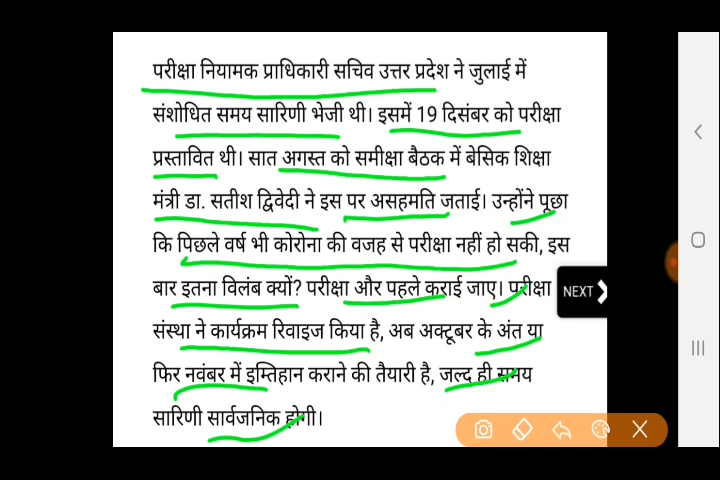 परीक्षा नियामक प्राधिकारी सचिव उत्तर प्रदेश ने जुलाई में
संशोधित समय सारिणी भेजी थी। इसमें 19 दिसंबर को परीक्षा
प्रस्तावित थी। सात अगस्त को समीक्षा बैठक में बेसिक शिक्षा
मंत्री डा. सतीश द्विवेदी ने इस पर असहमति जताई। उन्होंने पूछा
कि पिछले वर्ष भी कोरोना की वजह से परीक्षा नहीं हो सकी, इस
बार इतना विलंब क्यों? परीक्षा और पहले कराई जाए। परीक्षा
NEXT
संस्था ने कार्यक्रम रिवाइज किया है, अब अक्टूबर के अंत या
फिर नवंबर में इम्तिहान कराने की तैयारी है, जल्द ही समय
सारिणी सार्वजनिक होगी।